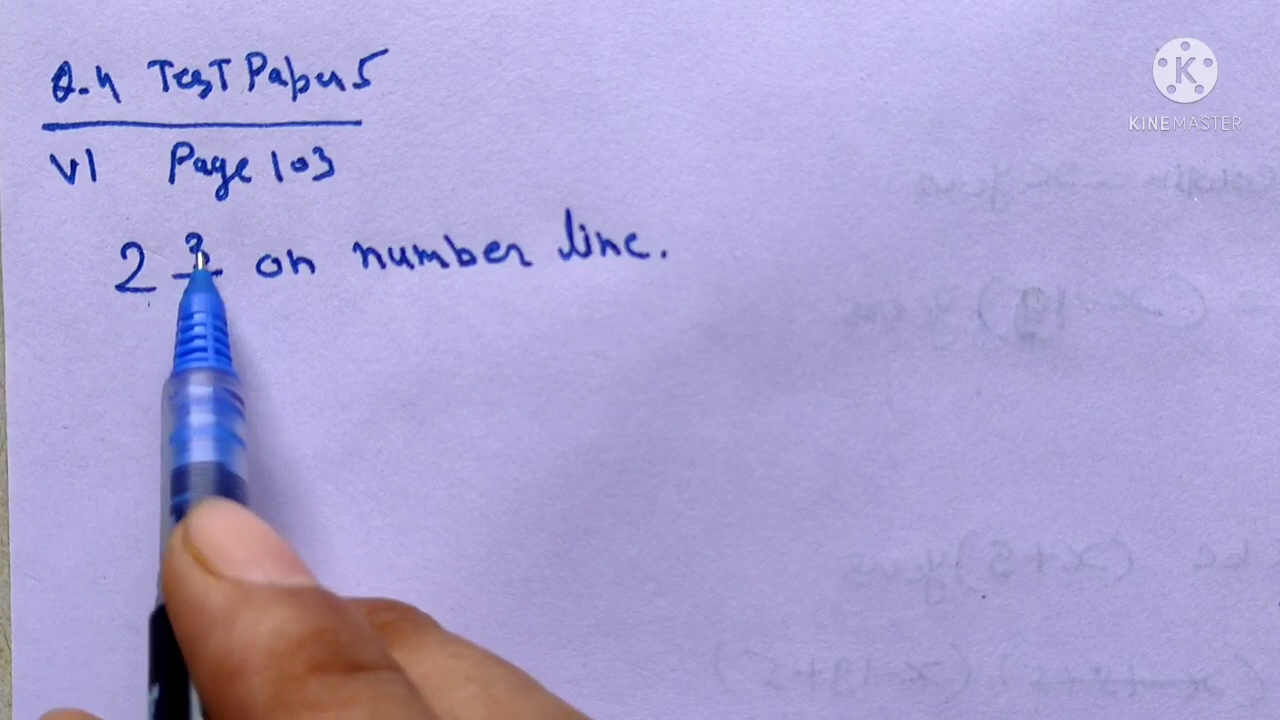 Q.4 Test Paper 5
VI Page 103
2 3 on number line.
KINEMASTER